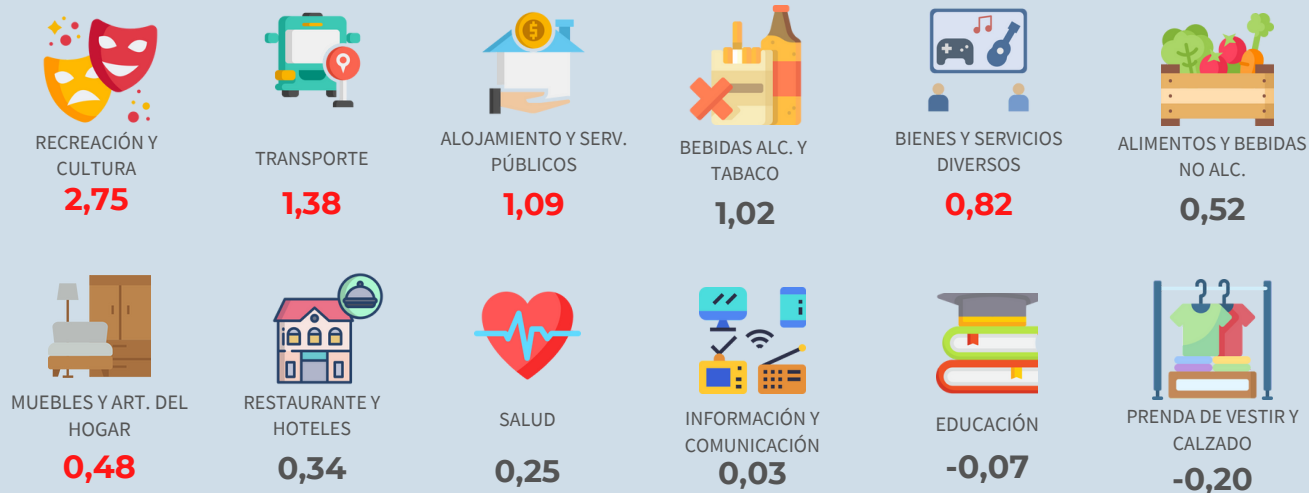 RECREACIÓN Y
CULTURA
2,75
TRANSPORTE
1,38
ALOJAMIENTO Y SERV.
PÚBLICOS
1,09
BEBIDAS ALC. Y
TABACO
1,02
BIENES Y SERVICIOS
DIVERSOS
0,82
ALIMENTOS Y BEBIDAS
NO ALC.
0,52
MUEBLES Y ART. DEL
HOGAR
0,48
RESTAURANTE Y
HOTELES
0,34
SALUD
0,25
INFORMACIÓN Y
COMUNICACIÓN
0,03
EDUCACIÓN
-0,07
PRENDA DE VESTIR Y
CALZADO
-0,20